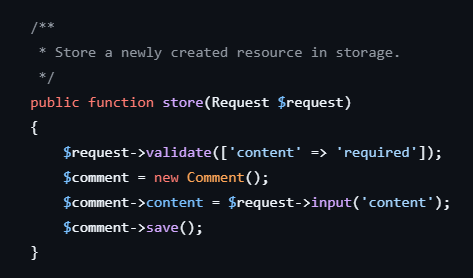 /**
 * Store a newly created resource in storage.
 */
public function store(Request $request)
{
    $request->validate(['content' => 'required']);
    $comment = new Comment();
    $comment->content = $request->input('content');
    $comment->save();
}